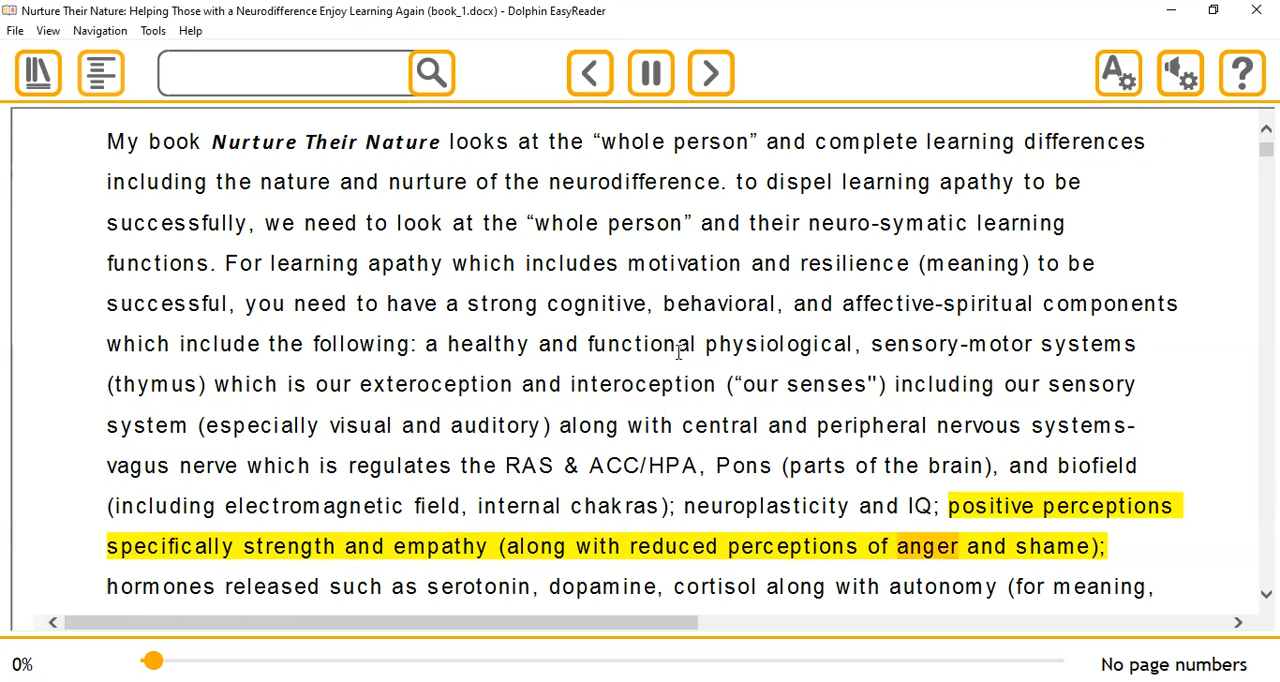 Nurture Their Nature: Helping Those with a Neurodifference Enjoy Learning Again (book_1.docx) - Dolphin EasyReader
File View Navigation Tools Help
My book Nurture Their Nature looks at the “whole person” and complete learning differences
including the nature and nurture of the neurodifference. to dispel learning apathy to be
successfully, we need to look at the “whole person” and their neuro-symatic learning
functions. For learning apathy which includes motivation and resilience (meaning) to be
successful, you need to have a strong cognitive, behavioral, and affective-spiritual components
which include the following: a healthy and functional physiological, sensory-motor systems
(thymus) which is our exteroception and interoception (“our senses") including our sensory
system (especially visual and auditory) along with central and peripheral nervous systems-
vagus nerve which is regulates the RAS & ACC/HPA, Pons (parts of the brain), and biofield
(including electromagnetic field, internal chakras); neuroplasticity and IQ; positive perceptions
specifically strength and empathy (along with reduced perceptions of anger and shame);
hormones released such as serotonin, dopamine, cortisol along with autonomy (for meaning,
0%
No page numbers